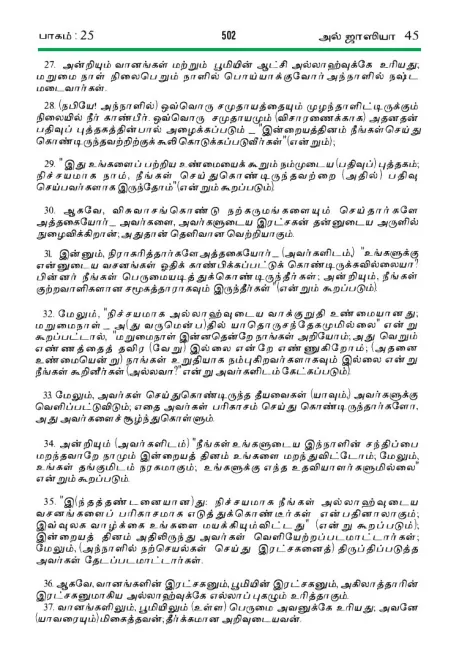 பாகம் : 25 502 அல் ஜாஸியா 45
27. அன்றியும் வானங்கள் மற்றும் பூமியின் ஆட்சி அல்லாஹ்வுக்கே உரியது,
மறுமை நாள் நிலைபெறும் நாளில் பொய்யாக்குவோர் அந்நாளில் நஷ்ட
மடைவார்கள்.
28. (நபியே! அந்நாளில்) ஒவ்வொரு சமுதாயத்தையும் முழந்தாளிட்டிருக்கும்
நிலையில் நீர் காண்பீர். ஒவ்வொரு சமுதாயமும் (விசாரணைக்காக) அதனதன்
பதிவுப் புத்தகத்தின்பால் அழைக்கப்படும் _ "இன்றையத்தினம் நீங்கள் செய்து
கொண்டிருந்தவற்றிற்குக் கூலி கொடுக்கப்படுவீர்கள்" (என்றும்);
29. "இது உங்களைப் பற்றிய உண்மையைக் கூறும் நம்முடைய (பதிவுப்) புத்தகம்;
நிச்சயமாக நாம், நீங்கள் செய்துகொண்டிருந்தவற்றை (அதில்) பதிவு
செய்பவர்களாக இருந்தோம்" (என்றும் கூறப்படும்)
30. ஆகவே, விசுவாசங்கொண்டு நற்கருமங்களையும் செய்தார்களே
அத்தகையோர் _ அவர்களை, அவர்களுடைய இரட்சகன் தன்னுடைய அருளில்
நுழைவிக்கிறான்; அதுதான் தெளிவான வெற்றியாகும்.
31. இன்னும், நிராகரித்தார்களே அத்தகையோர் _ (அவர்களிடம்,) "உங்களுக்கு
என்னுடைய வசனங்கள் ஓதிக் காண்பிக்கப்பட்டுக் கொண்டிருக்கவில்லையா?
பின்னர் நீங்கள் பெருமையடித்துக்கொண்டிருந்தீர்கள்; அன்றியும், நீங்கள்
குற்றவாளிகளான சமூகத்தாராகவும் இருந்தீர்கள்" (என்றும் கூறப்படும்).
32. மேலும், "நிச்சயமாக அல்லாஹ்வுடைய வாக்குறுதி உண்மையானது;
மறுமைநாள் _ அ(து வருமென்ப)தில் யாதொரு சந்தேகமுமில்லை" என்று
கூறப்பட்டால், "மறுமை நாள் இன்னதென்றே நாங்கள் அறியோம்; அது வெறும்
எண்ணத்தைத் தவிர (வேறு) இல்லை என்றே எண்ணுகிறோம்; (அதனை
உண்மையென்று) நாங்கள் உறுதியாக நம்புகிறவர்களாகவும் இல்லை என்று
நீங்கள் கூறினீர்கள் (அல்லவா?" என்று அவர்களிடம் கேட்கப்படும்).
33. மேலும், அவர்கள் செய்துகொண்டிருந்த தீயவைகள் (யாவும்,) அவர்களுக்கு
வெளிப்பட்டுவிடும்; எதை அவர்கள் பரிகாசம் செய்து கொண்டிருந்தார்களோ,
அது அவர்களைச் சூழ்ந்துகொள்ளும்.
34. அன்றியும் (அவர்களிடம்) "நீங்கள் உங்களுடைய இந்நாளின் சந்திப்பை
மறந்தவாறே நாமும் இன்றையத் தினம் உங்களை மறந்துவிட்டோம்; மேலும்,
உங்கள் தங்குமிடம் நரகமாகும், உங்களுக்கு எந்த உதவியாளர்களுமில்லை"
என்றும் கூறப்படும்.
35. "இ(ந்தத்தண்டனையான)து: நிச்சயமாக நீங்கள் அல்லாஹ்வுடைய
வசனங்களைப் பரிகாசமாக எடுத்துக்கொண்டீர்கள் என்பதினாலாகும்;
இவ்வுலக வாழ்க்கை உங்களை மயக்கியும்விட்டது" (என்று கூறப்படும்);
இன்றையத் தினம் அதிலிருந்து அவர்கள் வெளியேற்றப்படமாட்டார்கள்;
மேலும், (அந்நாளில் நற்செயல்கள் செய்து இரட்சகனைத்) திருப்திப்படுத்த
அவர்கள் தேடப்படமாட்டார்கள்.
36. ஆகவே, வானங்களின் இரட்சகனும், பூமியின் இரட்சகனும், அகிலாத்தாரின்
இரட்சகனுமாகிய அல்லாஹ்வுக்கே எல்லாப் புகழும் உரித்தாகும்.
37. வானங்களிலும், பூமியிலும் (உள்ள) பெருமை அவனுக்கே உரியது; அவனே
(யாவரையும்) மிகைத்தவன்; தீர்க்கமான அறிவுடையவன்.